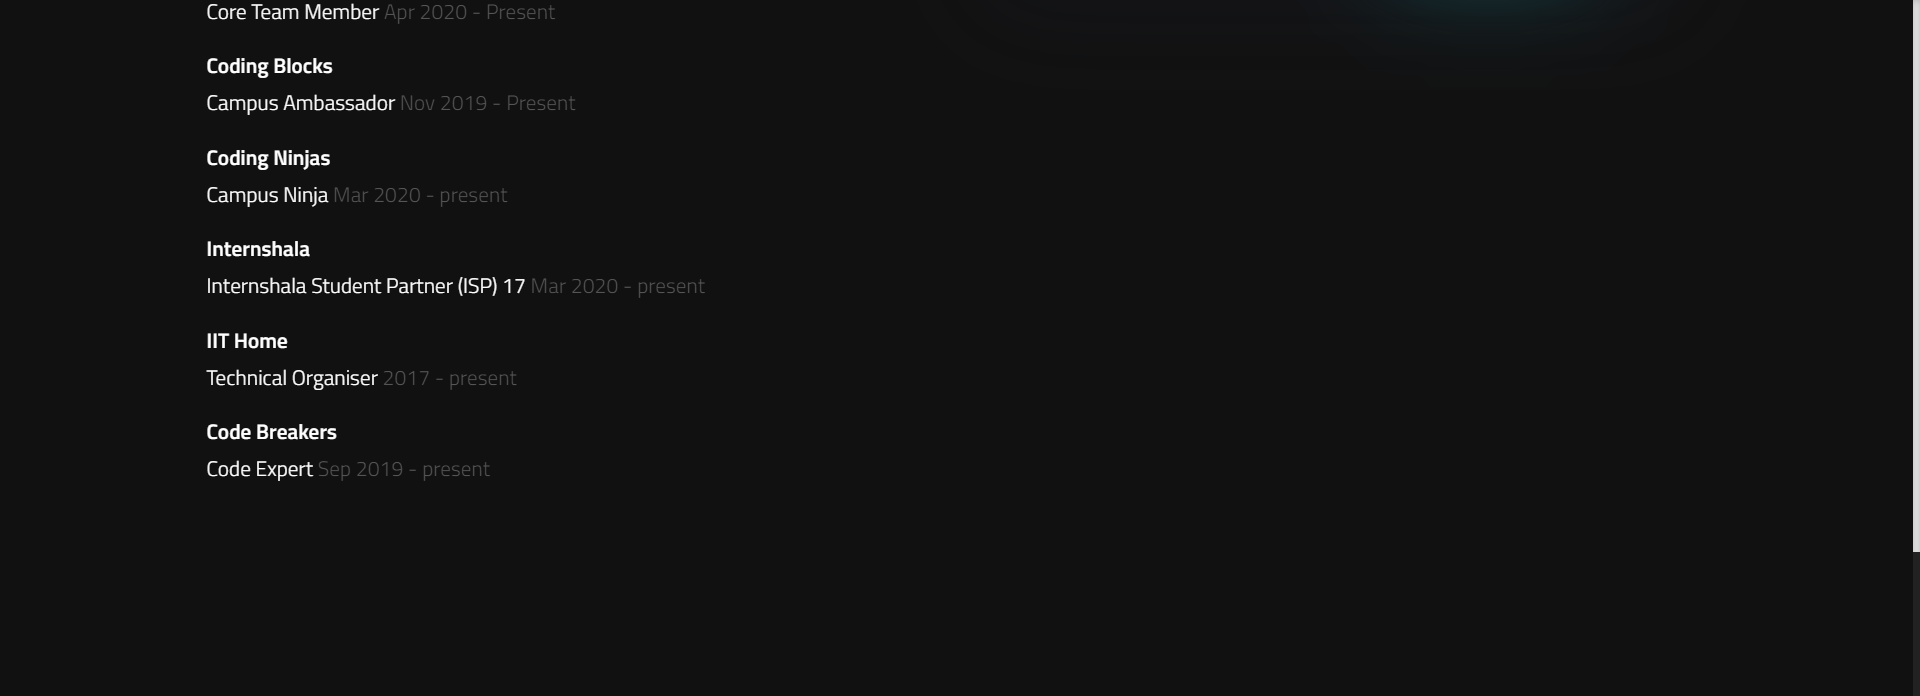 Core Team Member Apr 2020 - Present
Coding Blocks
Campus Ambassador Nov 2019 - Present
Coding Ninjas
Campus Ninja Mar 2020 - present
Internshala
Internshala Student Partner (ISP) 17 Mar 2020 - present
IIT Home
Technical Organiser 2017 - present
Code Breakers
Code Expert Sep 2019 - present